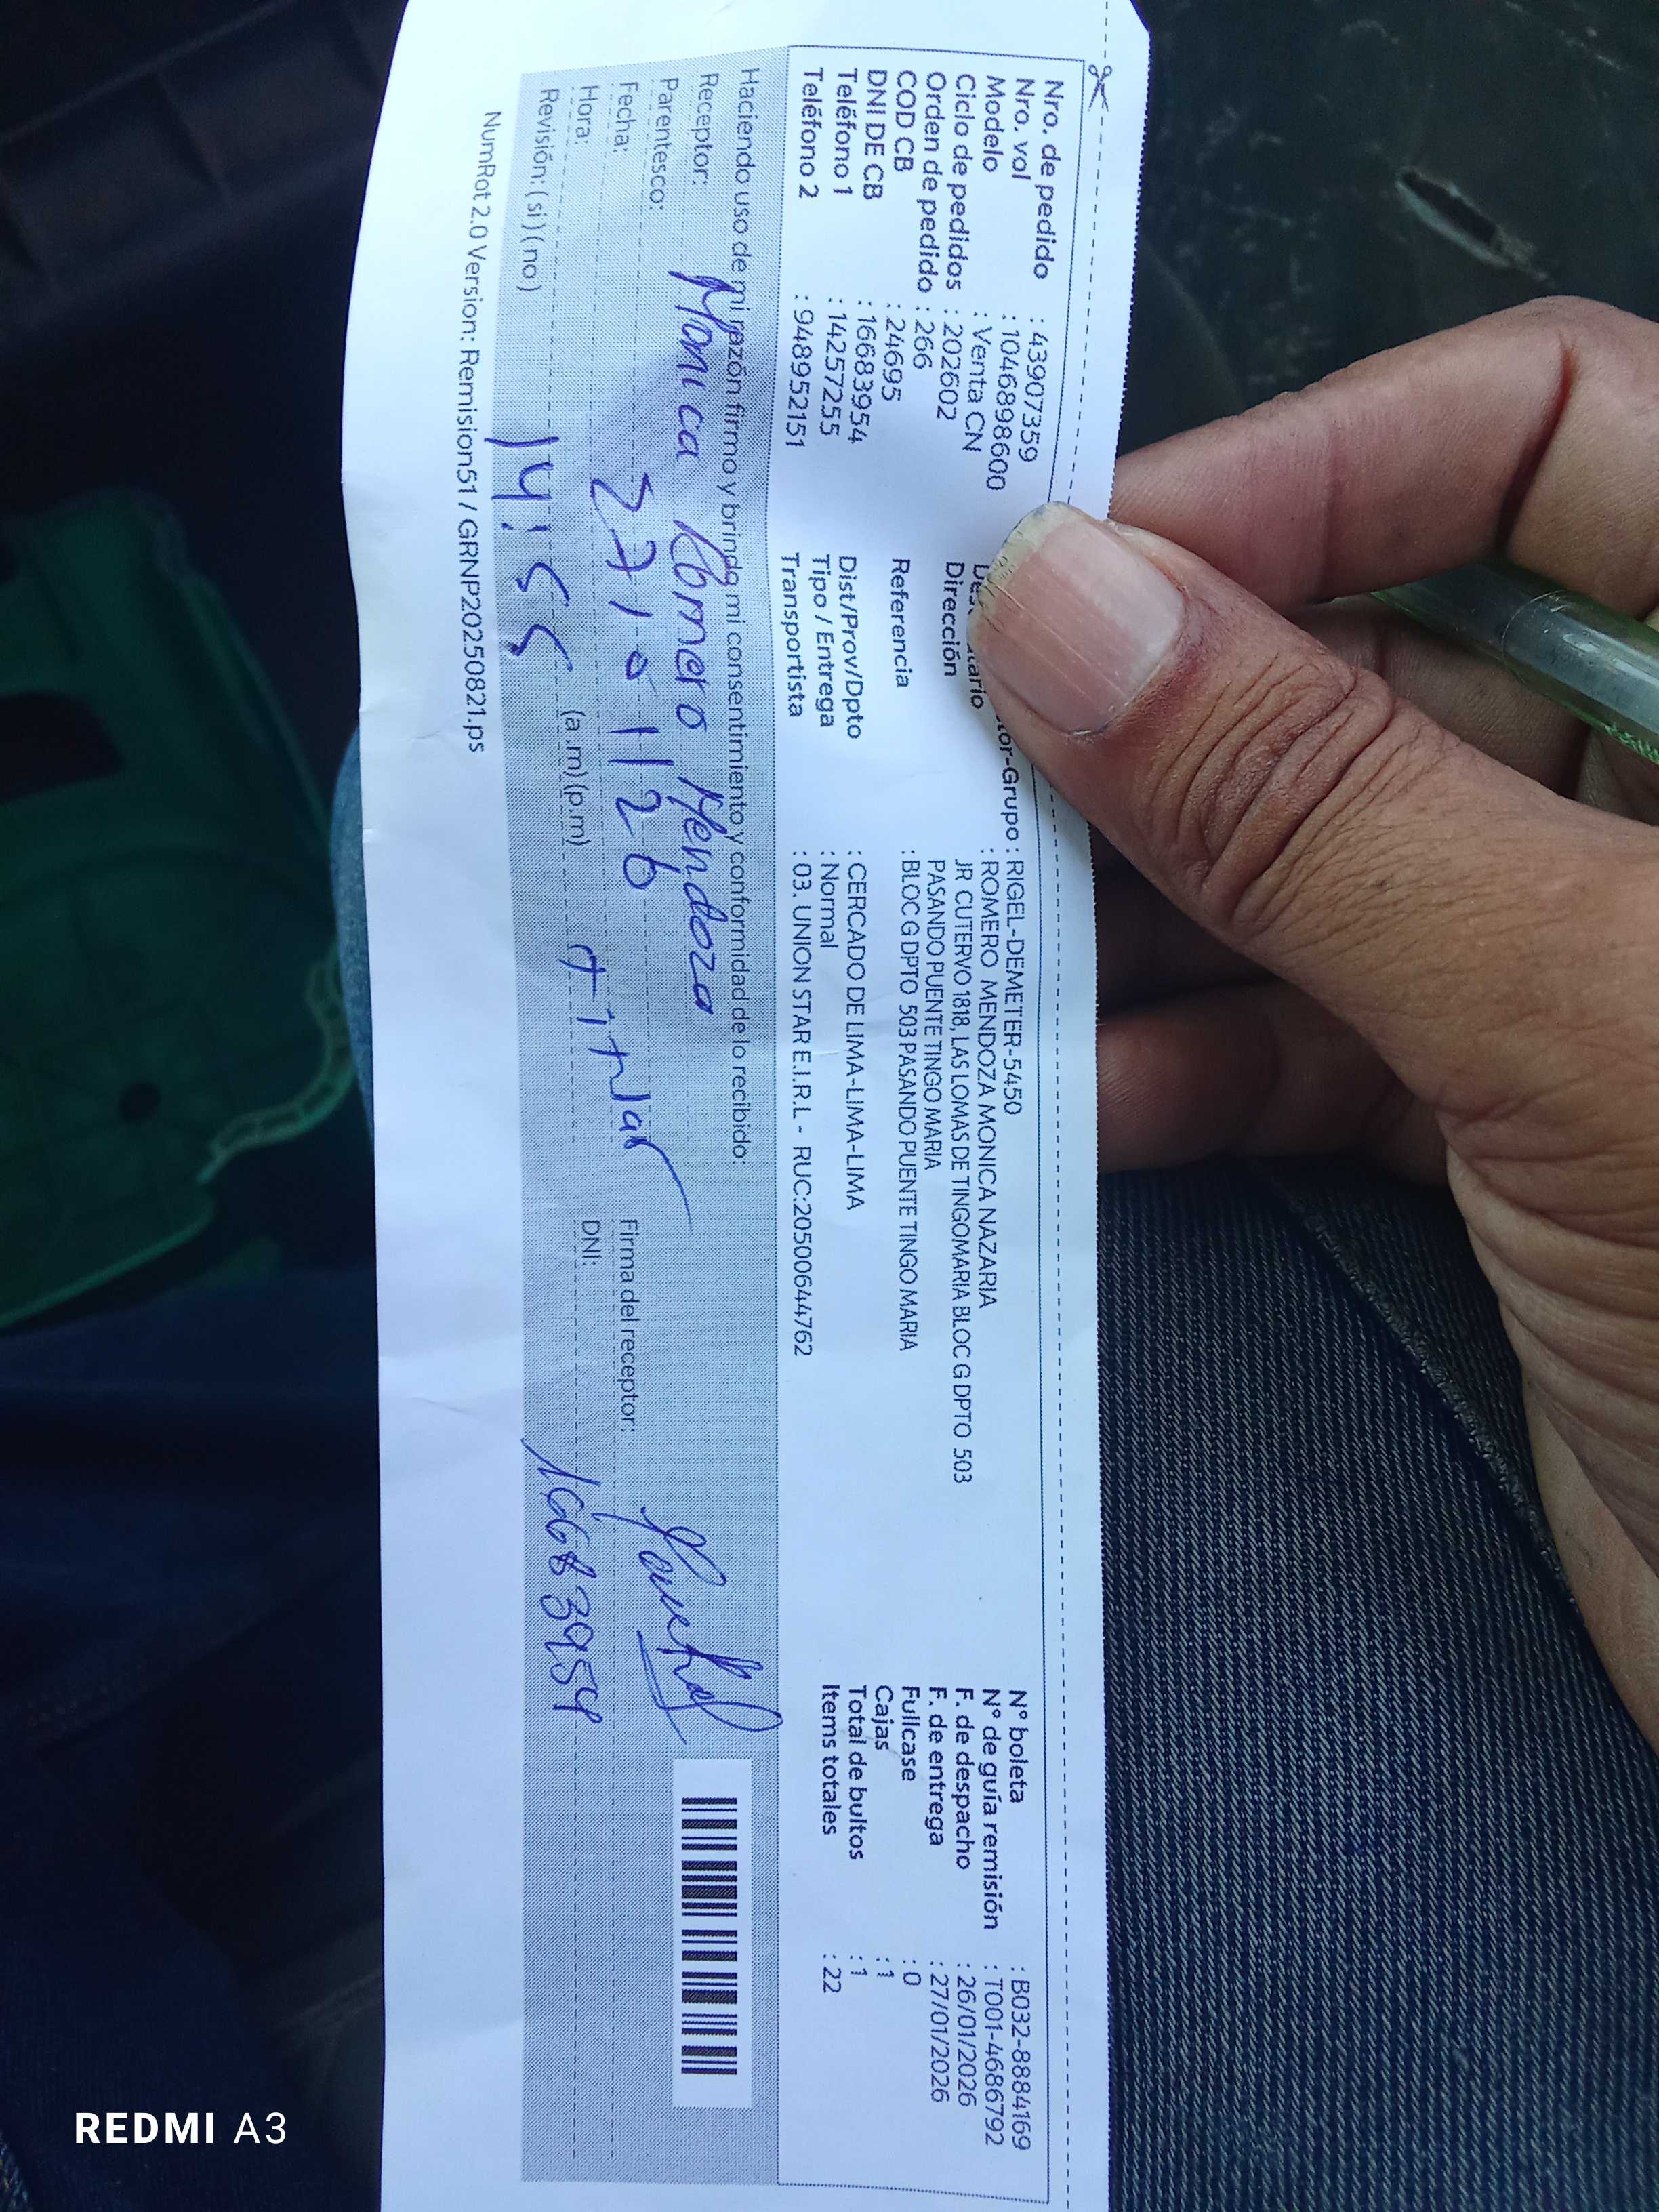 Nro. de pedido : 43907359
Nro. vol : 1046898600
Modelo : Venta CN
Ciclo de pedidos : 202602
Orden de pedido : 266
COD CB : 24695
DNI DE CB : 16683954
Teléfono 1 : 14257255
Teléfono 2 : 948952151
tor-Grupo : RIGEL-DEMETER-5450
Des tario : ROMERO MENDOZA MONICA NAZARIA
Dirección JR CUTERVO 1818, LAS LOMAS DE TINGOMARIA BLOC G DPTO 503
PASANDO PUENTE TINGO MARIA
Referencia : BLOC G DPTO 503 PASANDO PUENTE TINGO MARIA
Dist/Prov/Dpto : CERCADO DE LIMA-LIMA-LIMA
Tipo / Entrega : Normal
Transportista : 03. UNION STAR E.I.R.L - RUC:20500644762
N° boleta : B032-8884169
N° de guía remisión : T001-4686792
F. de despacho : 26/01/2026
F. de entrega : 27/01/2026
Fullcase : 0
Cajas : 1
Total de bultos : 1
Items totales : 22
Haciendo uso de mi razón firmo y brindo mi consentimiento y conformidad de lo recibido:
Receptor: Monica Romero Mendoza
Parentesco: titular
Fecha: 27/01/26
Hora: 14:55 (a.m)(p.m)
Revisión: (si) (no)
Firma del receptor:
DNI: 16683954
NumRot 2.0 Version: Remision51 / GRNP20250821.ps
REDMI A3